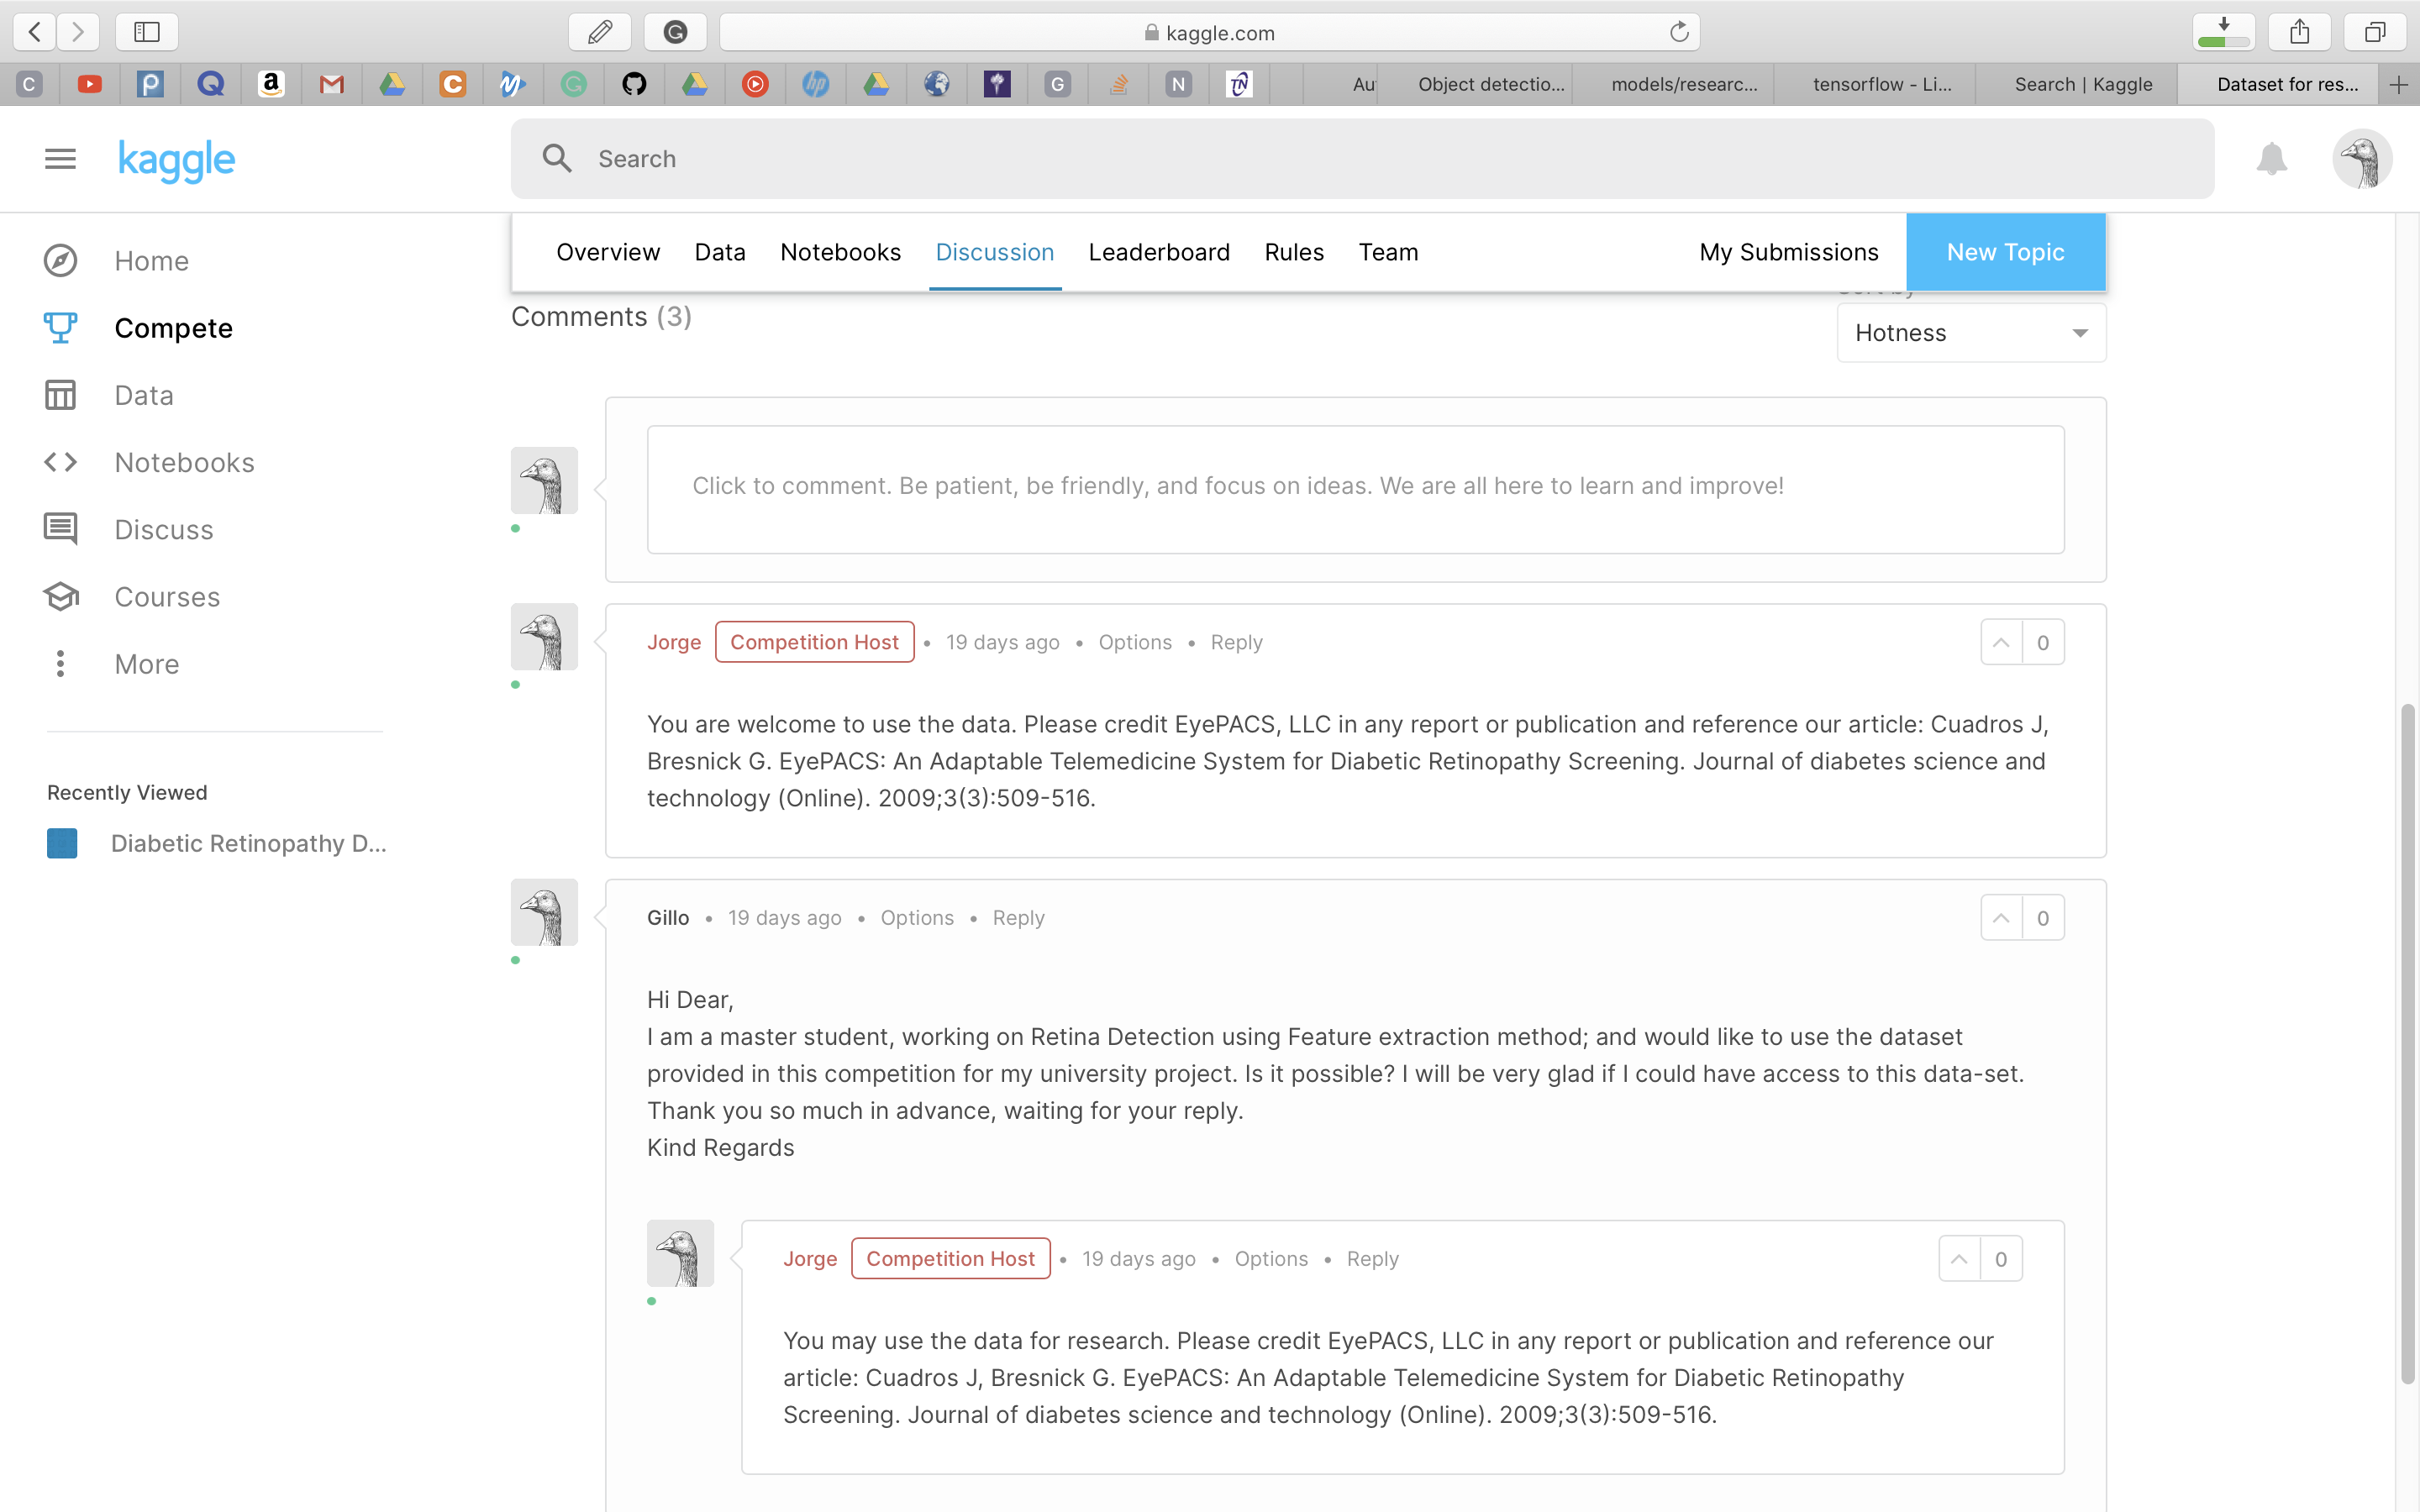 kaggle.com
C
a
C
hp
G
N
TN
Au
Object detectio...
models/researc...
tensorflow - Li...
Search | Kaggle
Dataset for res...
kaggle
Search
Overview
Data
Notebooks
Discussion
Leaderboard
Rules
Team
My Submissions
New Topic
Home
Compete
Data
Notebooks
Discuss
Courses
More
Recently Viewed
Diabetic Retinopathy D...
Comments (3)
Sort by
Hotness
Click to comment. Be patient, be friendly, and focus on ideas. We are all here to learn and improve!
Jorge Competition Host • 19 days ago • Options • Reply
0
You are welcome to use the data. Please credit EyePACS, LLC in any report or publication and reference our article: Cuadros J,
Bresnick G. EyePACS: An Adaptable Telemedicine System for Diabetic Retinopathy Screening. Journal of diabetes science and
technology (Online). 2009;3(3):509-516.
Gillo • 19 days ago • Options • Reply
0
Hi Dear,
I am a master student, working on Retina Detection using Feature extraction method; and would like to use the dataset
provided in this competition for my university project. Is it possible? I will be very glad if I could have access to this data-set.
Thank you so much in advance, waiting for your reply.
Kind Regards
Jorge Competition Host • 19 days ago • Options • Reply
0
You may use the data for research. Please credit EyePACS, LLC in any report or publication and reference our
article: Cuadros J, Bresnick G. EyePACS: An Adaptable Telemedicine System for Diabetic Retinopathy
Screening. Journal of diabetes science and technology (Online). 2009;3(3):509-516.